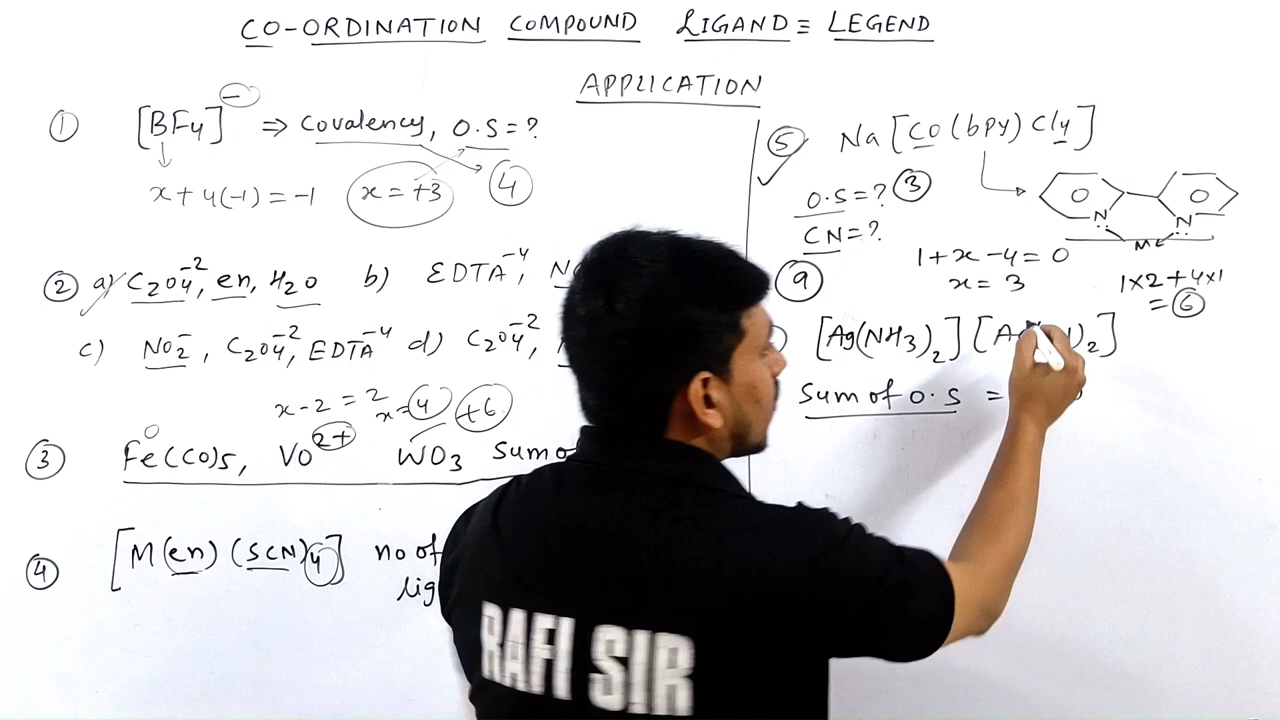 CO-ORDINATION COMPOUND LIGAND ≡ LEGEND
APPLICATION
① [BF4]⁻ ⇒ Covalency, O.S = ?
x + 4(-1) = -1 x = +3 4
② a) C2O4⁻², en, H2O b) EDTA⁻⁴,
c) NO2⁻, C2O4⁻², EDTA⁻⁴ d) C2O4⁻²,
x - 2 = 2
x = 4 +6
0
③ Fe(CO)5, VO²⁺ WO3 Sum
④ [M(en)(SCN)4] no of
lig
⑤ Na[CO(bpy)Cl4]
O.S = ? ③
CN = ?
N N
M
1 + x - 4 = 0
x = 3
1×2 + 4×1
= ⑥
9
[Ag(NH3)2] [A )2]
Sum of O.S =
RAFI SIR